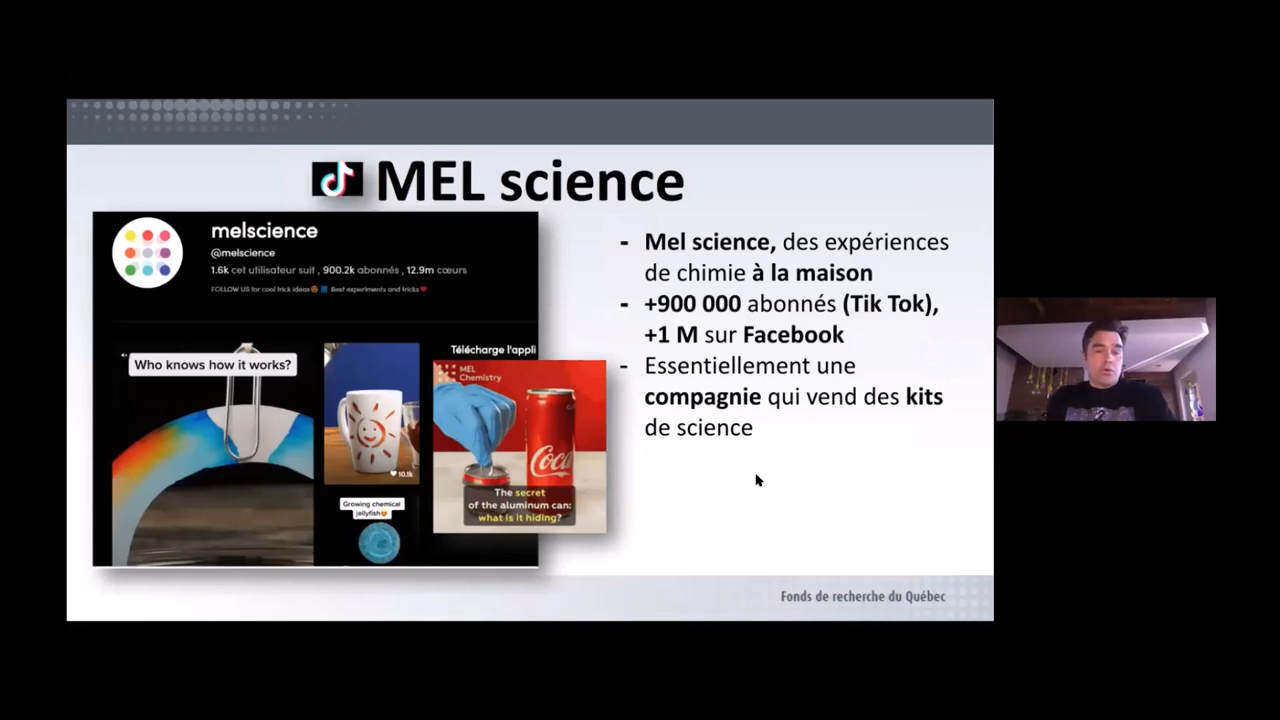 MEL science
melscience
@melscience
1.6k cet utilisateur suit , 900.2k abonnés , 12.9m cœurs
FOLLOW US for cool trick ideas😍 Best experiments and tricks❤️
Télécharge l'appli
Who knows how it works?
MEL
Chemistry
Coca
10.1k
The secret
of the aluminum can:
what is it hiding?
Growing chemical
jellyfish😍
- Mel science, des expériences
de chimie à la maison
- +900 000 abonnés (Tik Tok),
+1 M sur Facebook
- Essentiellement une
compagnie qui vend des kits
de science
Fonds de recherche du Québec